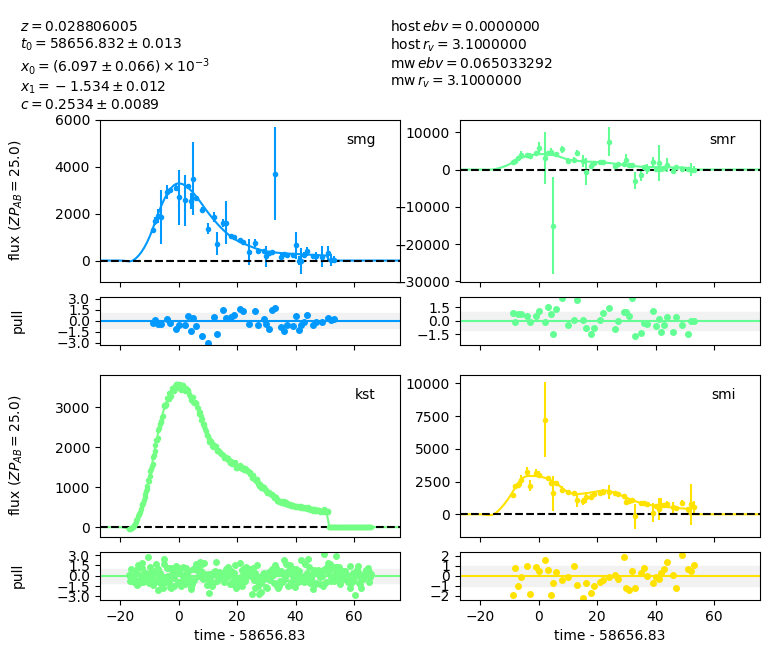 z = 0.028806005
t₀ = 58656.832 ± 0.013
x₀ = (6.097 ± 0.066) × 10⁻³
x₁ = −1.534 ± 0.012
c = 0.2534 ± 0.0089
host ebv = 0.0000000
host r_v = 3.1000000
mw ebv = 0.065033292
mw r_v = 3.1000000
flux (ZP_AB = 25.0)
6000
4000
2000
0
smg
10000
0
−10000
−20000
−30000
smr
pull
3.0
1.5
0.0
−1.5
−3.0
1.5
0.0
−1.5
flux (ZP_AB = 25.0)
3000
2000
1000
0
kst
10000
7500
5000
2500
0
smi
pull
3.0
1.5
0.0
−1.5
−3.0
2
1
0
−1
−2
−20 0 20 40 60
−20 0 20 40 60
time - 58656.83
time - 58656.83